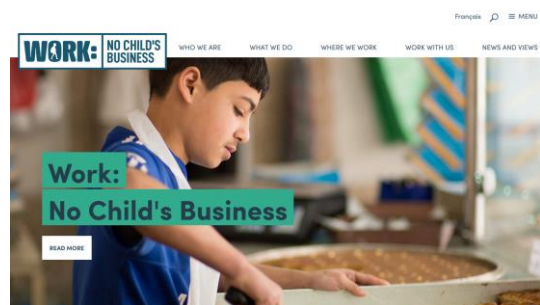 Français MENU
WORK: NO CHILD'S
BUSINESS
WHO WE ARE WHAT WE DO WHERE WE WORK WORK WITH US NEWS AND VIEWS
Work:
No Child's Business
READ MORE